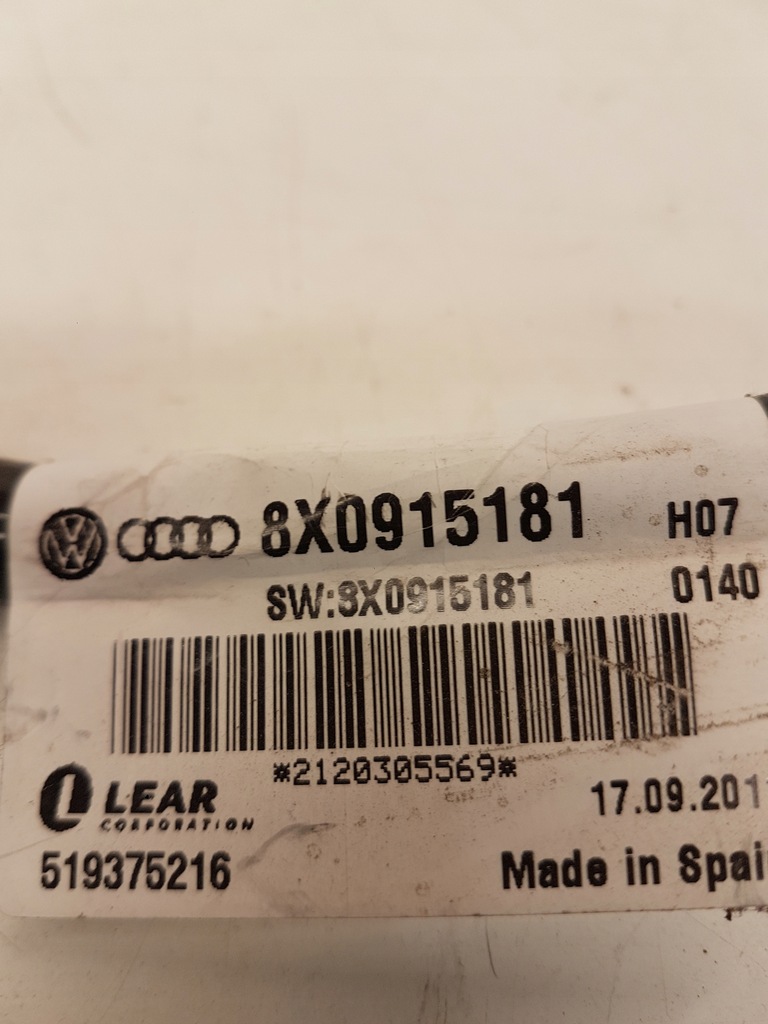 8X0915181 H07
SW:8X0915181 0140
*2120305569*
LEAR
CORPORATION
17.09.201
519375216
Made in Spai